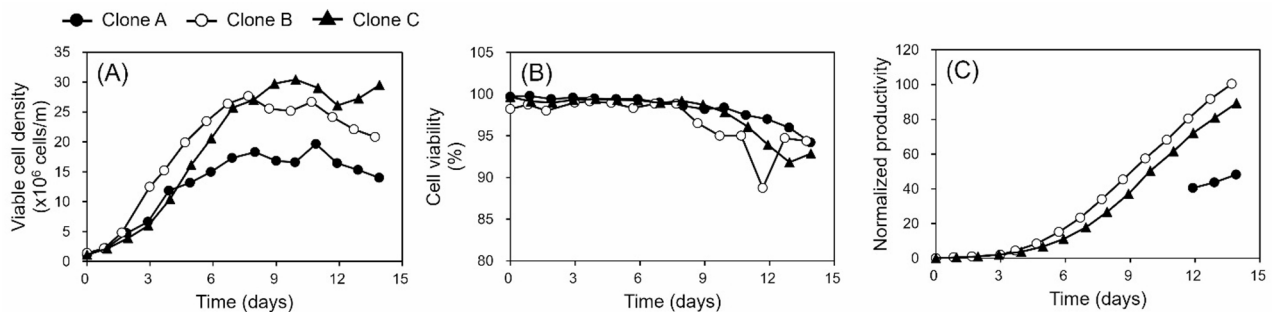 Clone A Clone B Clone C
(A)
Viable cell density
(x10⁶ cells/m)
35
30
25
20
15
10
5
0
0 3 6 9 12 15
Time (days)
(B)
Cell viability
(%)
105
100
95
90
85
80
0 3 6 9 12 15
Time (days)
(C)
Normalized productivity
120
100
80
60
40
20
0
0 3 6 9 12 15
Time (days)